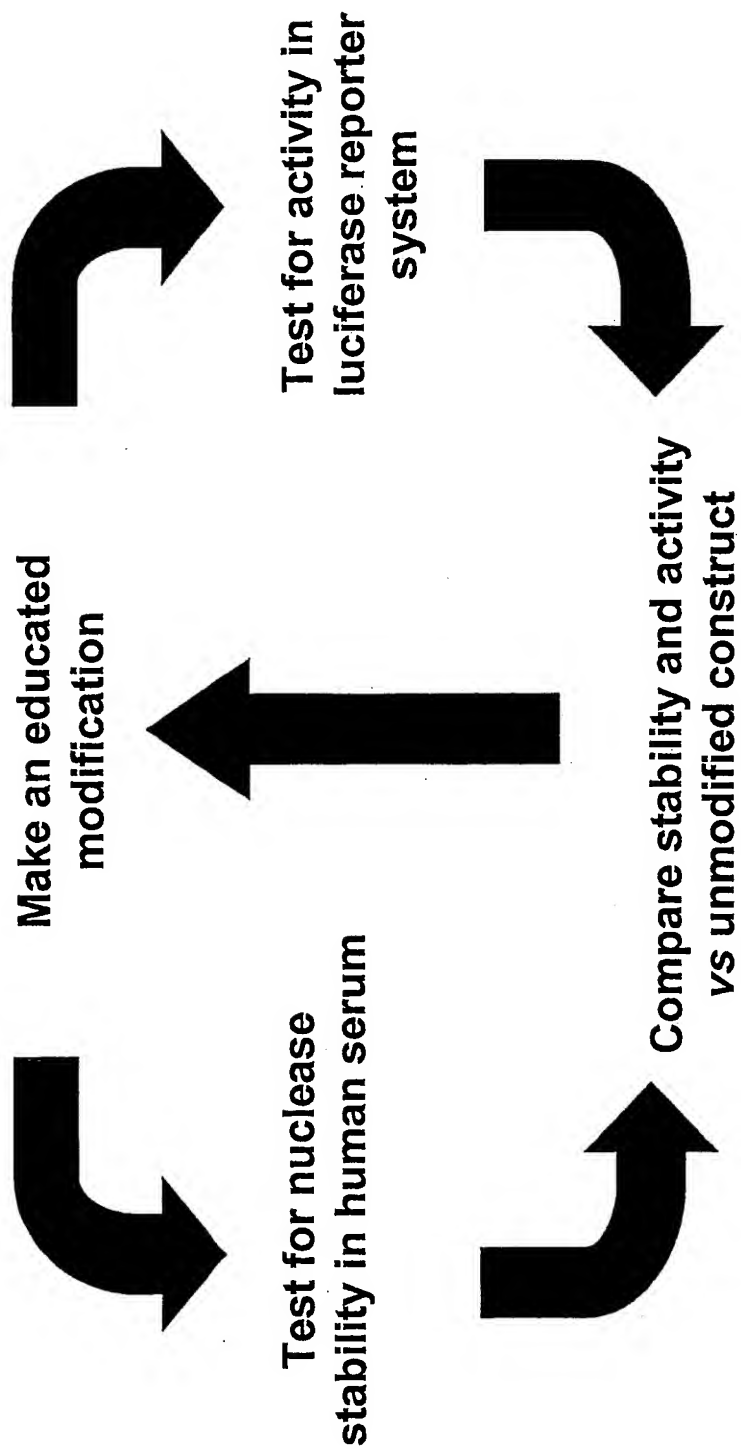 Make an educated
modification
Test for nuclease
stability in human serum
Test for activity in
luciferase reporter
system
Compare stability and activity
vs unmodified construct